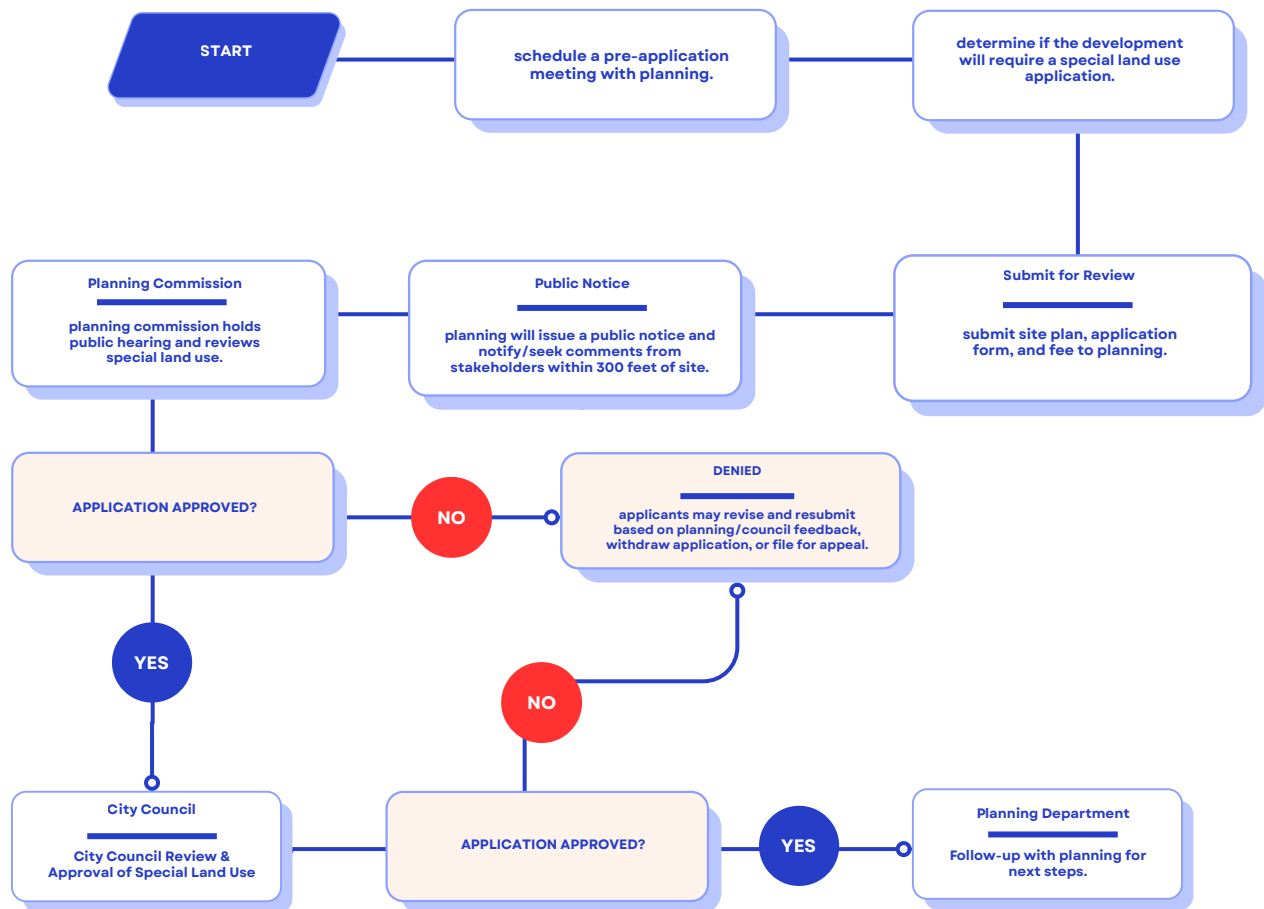 START
schedule a pre-application
meeting with planning.
determine if the development
will require a special land use
application.
Planning Commission
planning commission holds
public hearing and reviews
special land use.
Public Notice
planning will issue a public notice and
notify/seek comments from
stakeholders within 300 feet of site.
Submit for Review
submit site plan, application
form, and fee to planning.
APPLICATION APPROVED?
NO
DENIED
applicants may revise and resubmit
based on planning/council feedback,
withdraw application, or file for appeal.
YES
NO
City Council
City Council Review &
Approval of Special Land Use
APPLICATION APPROVED?
YES
Planning Department
Follow-up with planning for
next steps.